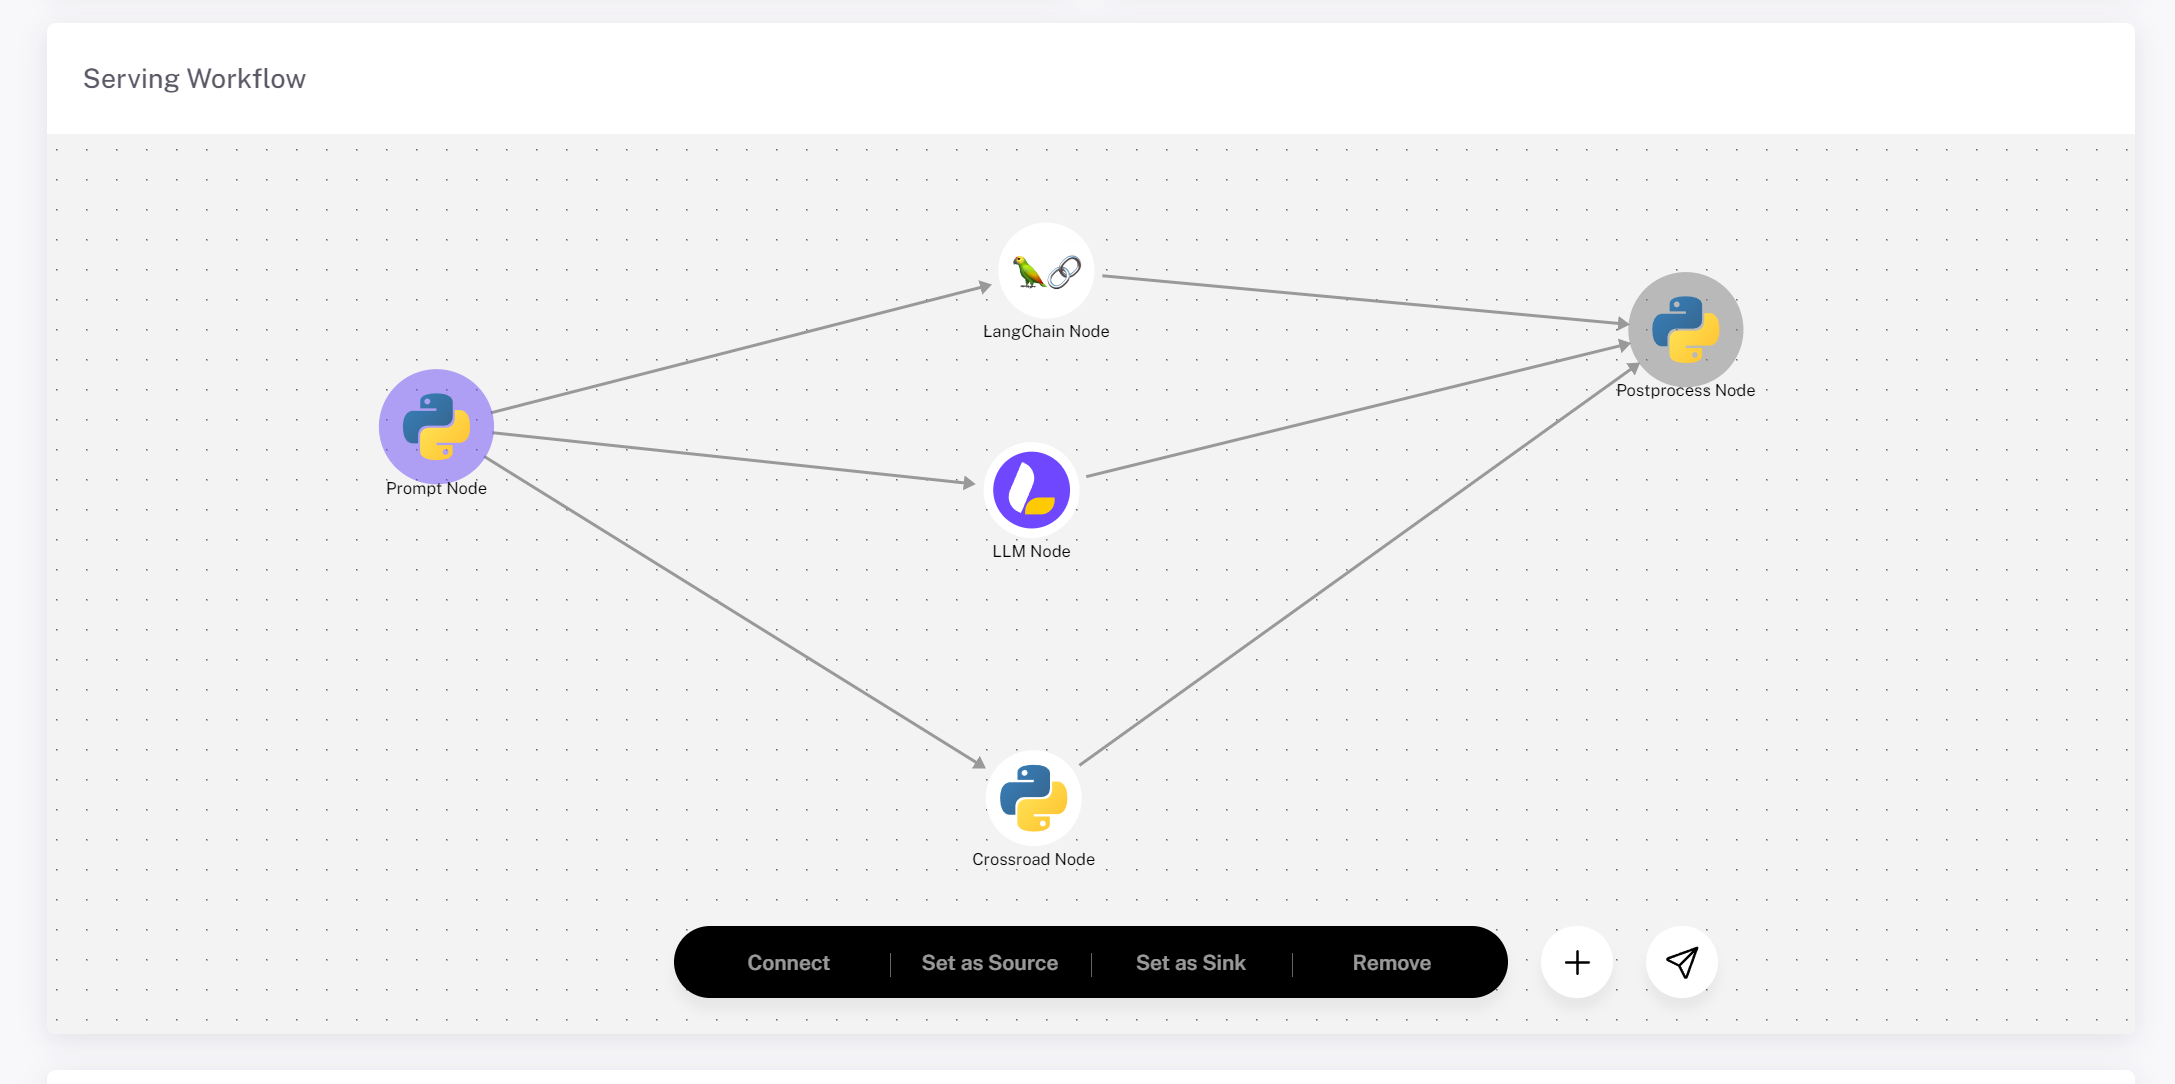 Serving Workflow
LangChain Node
Postprocess Node
Prompt Node
LLM Node
Crossroad Node
Connect
Set as Source
Set as Sink
Remove